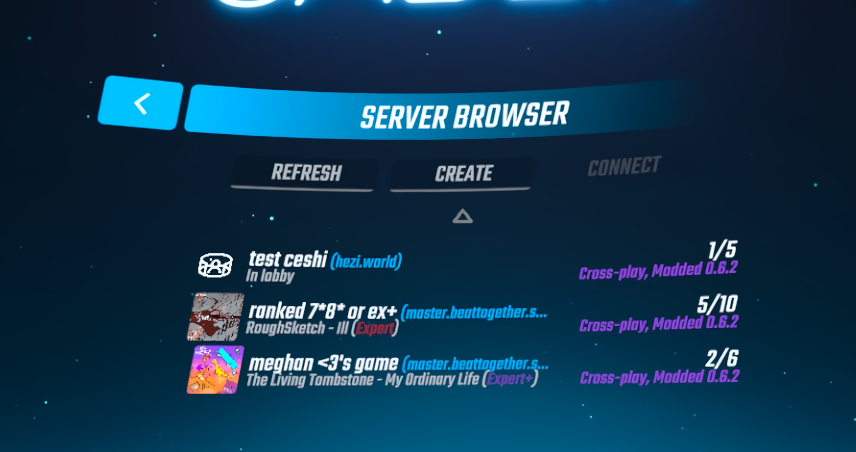 SERVER BROWSER
REFRESH
CREATE
CONNECT
test ceshi (hezi.world)
In lobby
1/5
Cross-play, Modded 0.6.2
ranked 7*8* or ex+ (master.beattogether.s...
RoughSketch - III (Expert)
5/10
Cross-play, Modded 0.6.2
meghan <3's game (master.beattogether.s...
The Living Tombstone - My Ordinary Life (Expert+)
2/6
Cross-play, Modded 0.6.2